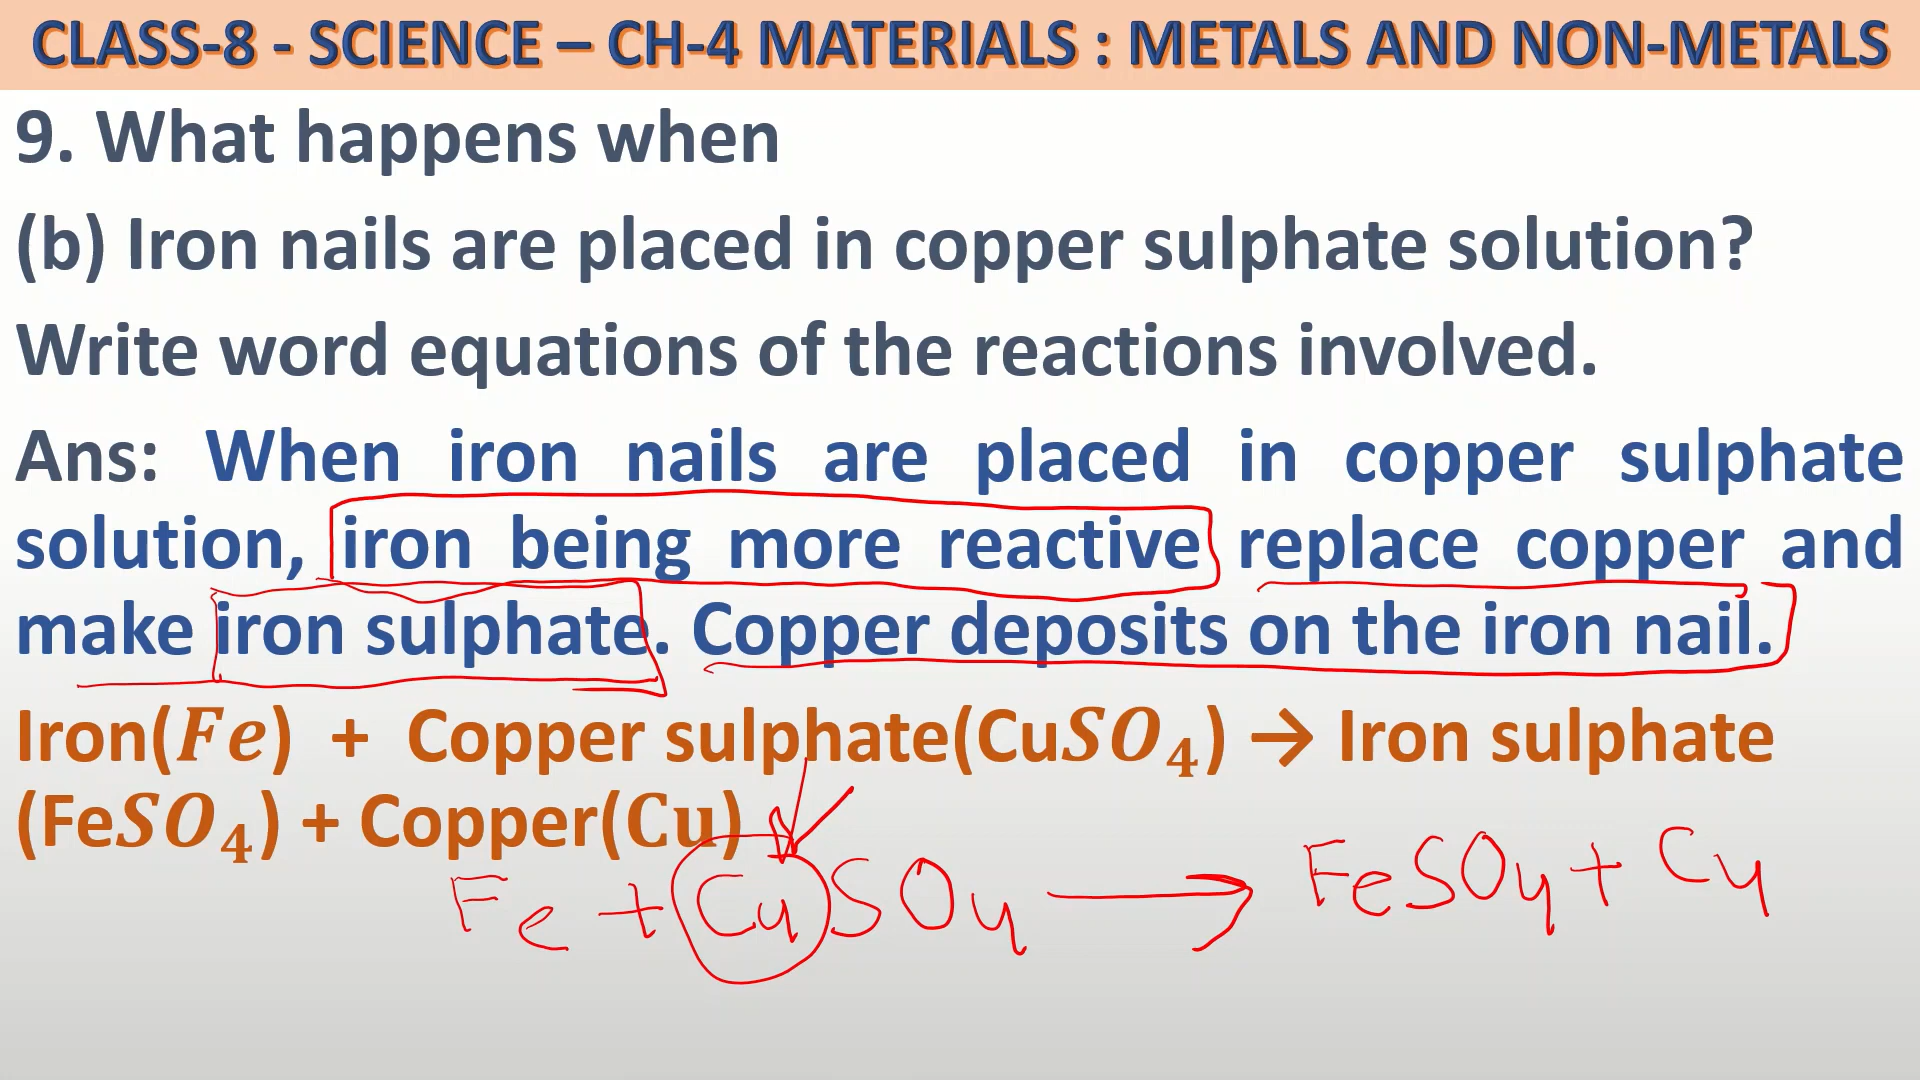 CLASS-8 - SCIENCE – CH-4 MATERIALS : METALS AND NON-METALS
9. What happens when
(b) Iron nails are placed in copper sulphate solution?
Write word equations of the reactions involved.
Ans: When iron nails are placed in copper sulphate
solution, iron being more reactive replace copper and
make iron sulphate. Copper deposits on the iron nail.
Iron(Fe) + Copper sulphate(CuSO₄) → Iron sulphate
(FeSO₄) + Copper(Cu)
Fe + CuSO₄ → FeSO₄ + Cu